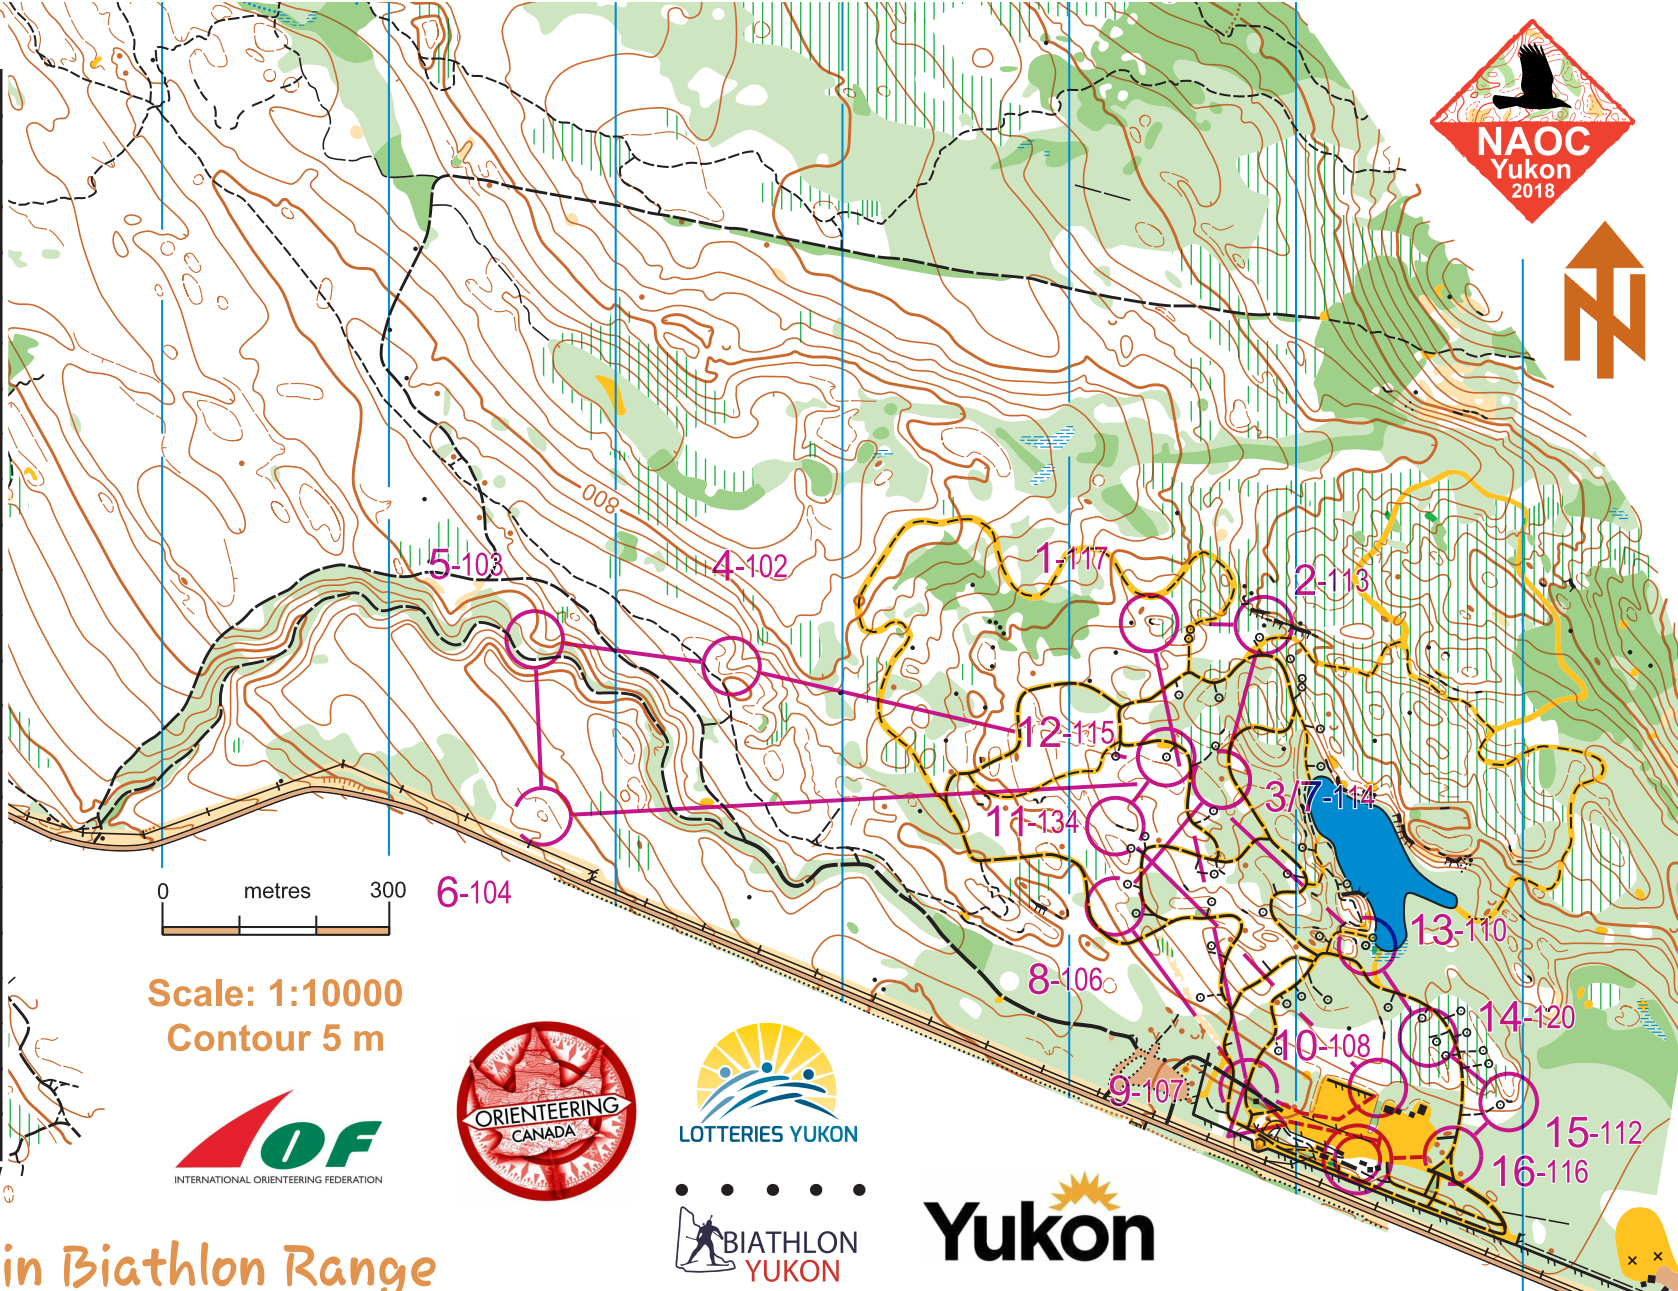 NAOC
Yukon
2018
N
800
5-103
4-102
1-117
2-113
12-115
3/7-114
11-134
6-104
13-110
8-106
14-120
10-108
9-107
15-112
16-116
0 metres 300
Scale: 1:10000
Contour 5 m
IOF
INTERNATIONAL ORIENTEERING FEDERATION
ORIENTEERING
CANADA
LOTTERIES YUKON
BIATHLON
YUKON
Yukon
in Biathlon Range